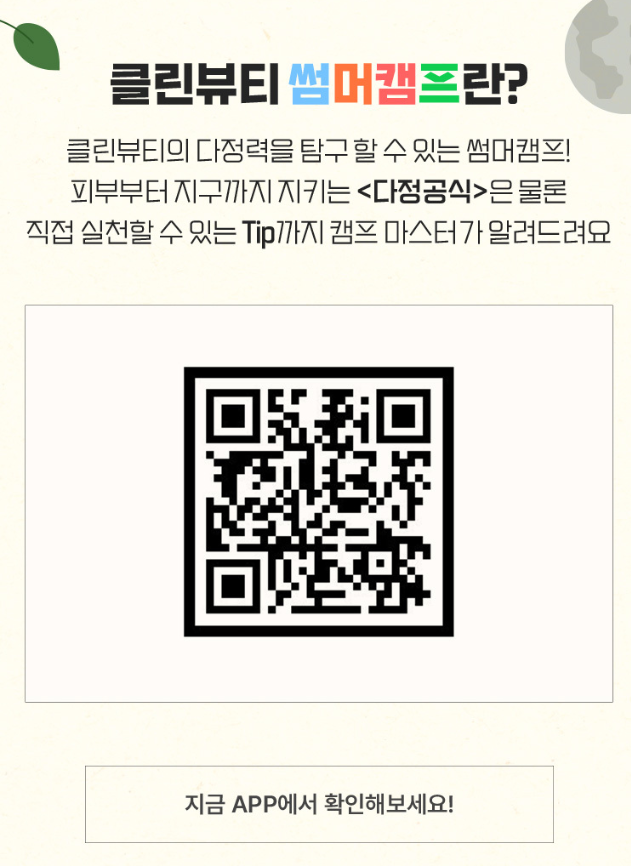 클린뷰티 썸머캠프란?
클린뷰티의 다정력을 탐구 할 수 있는 썸머캠프!
피부부터 지구까지 지키는 <다정공식>은 물론
직접 실천할 수 있는 Tip까지 캠프 마스터가 알려드려요
지금 APP에서 확인해보세요!